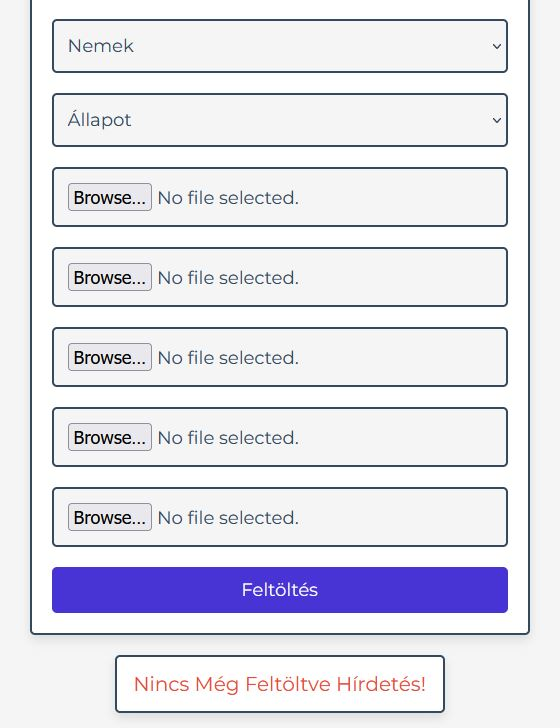 Nemek
Állapot
Browse... No file selected.
Browse... No file selected.
Browse... No file selected.
Browse... No file selected.
Browse... No file selected.
Feltöltés
Nincs Még Feltöltve Hírdetés!